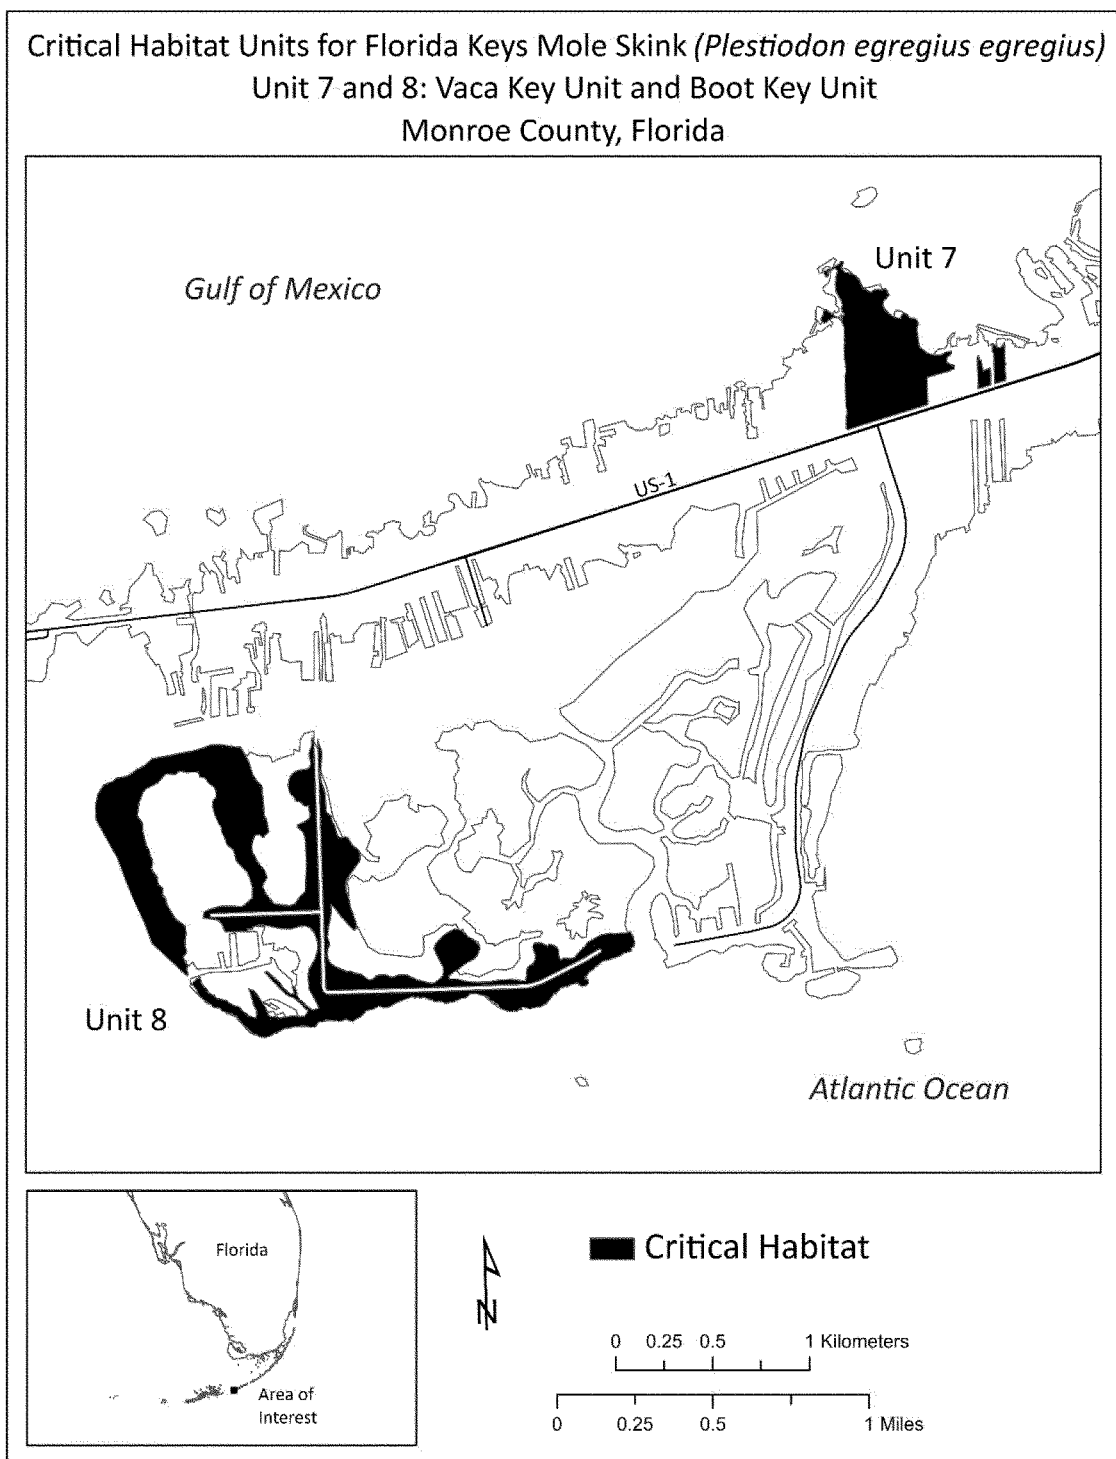 Critical Habitat Units for Florida Keys Mole Skink (Plestiodon egregius egregius)
Unit 7 and 8: Vaca Key Unit and Boot Key Unit
Monroe County, Florida
Unit 7
Gulf of Mexico
US-1
Unit 8
Atlantic Ocean
Florida
Area of
Interest
N
Critical Habitat
0 0.25 0.5 1 Kilometers
0 0.25 0.5 1 Miles